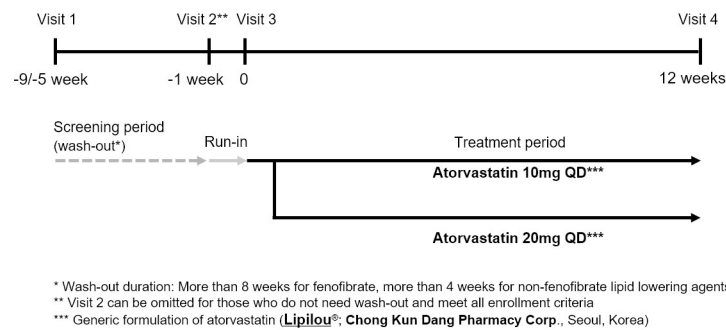 Visit 1 Visit 2** Visit 3 Visit 4
-9/-5 week -1 week 0 12 weeks
Screening period
(wash-out*) Run-in Treatment period
Atorvastatin 10mg QD***
Atorvastatin 20mg QD***
* Wash-out duration: More than 8 weeks for fenofibrate, more than 4 weeks for non-fenofibrate lipid lowering agents
** Visit 2 can be omitted for those who do not need wash-out and meet all enrollment criteria
*** Generic formulation of atorvastatin (Lipilou®; Chong Kun Dang Pharmacy Corp., Seoul, Korea)